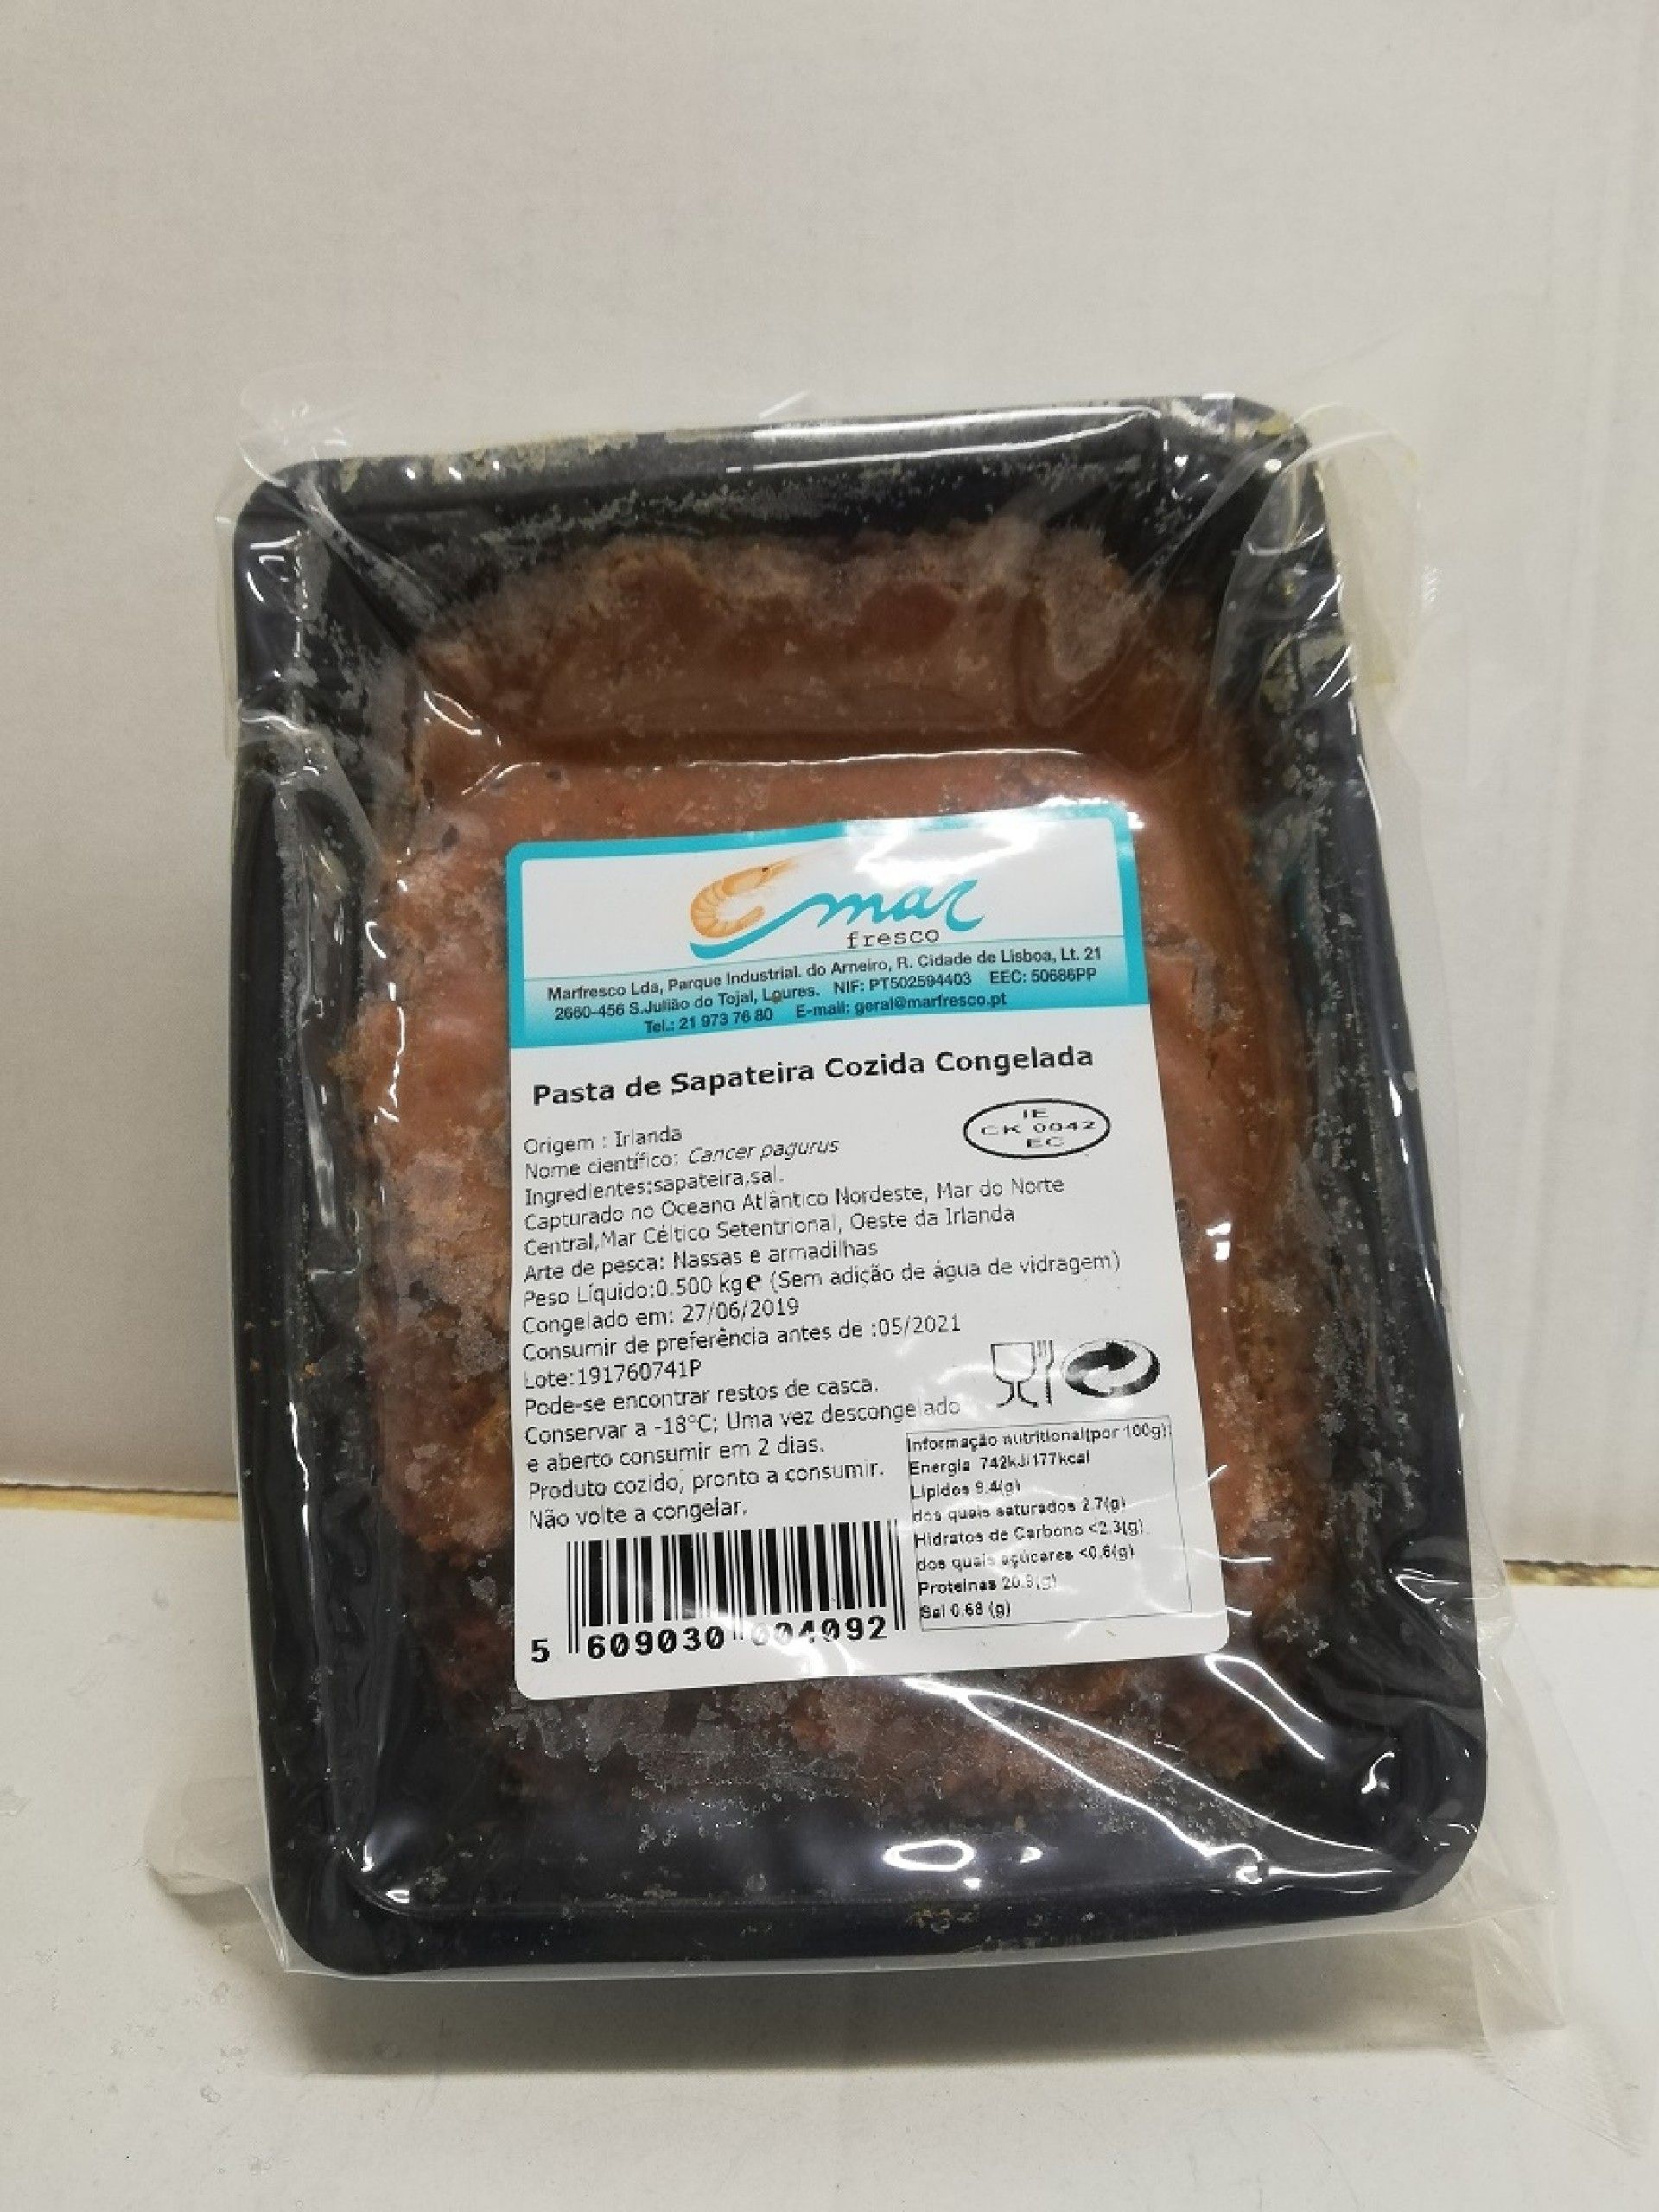 mar
fresco
Marfresco Lda, Parque Industrial. do Arneiro, R. Cidade de Lisboa, Lt. 21
2660-456 S.Julião do Tojal, Loures. NIF: PT502594403 EEC: 50686PP
Tel.: 21 973 76 80 E-mail: geral@marfresco.pt
Pasta de Sapateira Cozida Congelada
IE
CK 0042
EC
Origem : Irlanda
Nome científico: Cancer pagurus
Ingredientes:sapateira,sal.
Capturado no Oceano Atlântico Nordeste, Mar do Norte
Central,Mar Céltico Setentrional, Oeste da Irlanda
Arte de pesca: Nassas e armadilhas
Peso Líquido:0.500 kg e (Sem adição de água de vidragem)
Congelado em: 27/06/2019
Consumir de preferência antes de :05/2021
Lote:191760741P
Pode-se encontrar restos de casca.
Conservar a -18°C; Uma vez descongelado
e aberto consumir em 2 dias.
Produto cozido, pronto a consumir.
Não volte a congelar.
Informação nutritional(por 100g)
Energia 742kJ/177kcal
Lipidos 9.4(g)
dos quais saturados 2.7(g)
Hidratos de Carbono <2.3(g)
dos quais açúcares <0.6(g)
Proteinas 20.9(g)
Sal 0.68 (g)
5 609030 004092